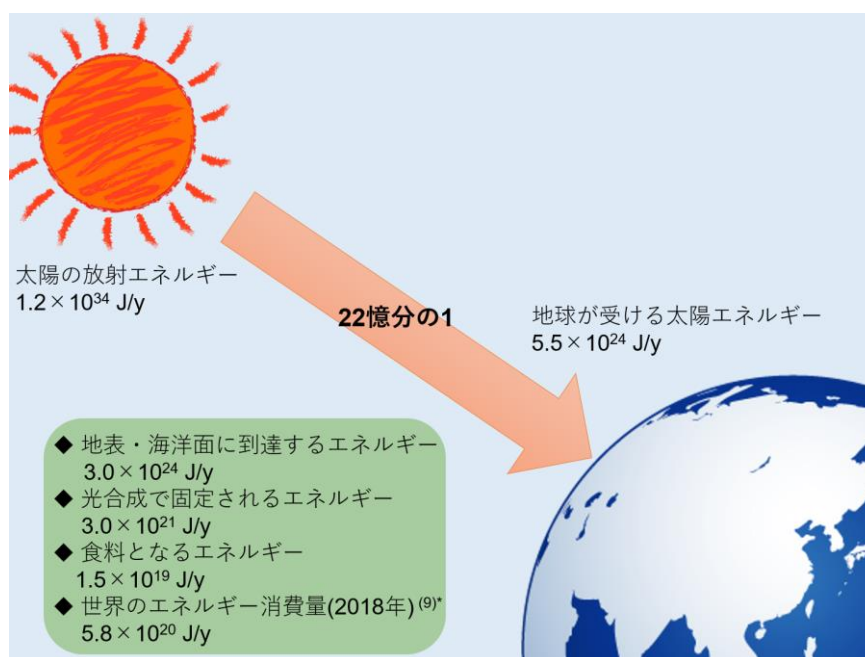 太陽の放射エネルギー
1.2×10³⁴ J/y
22憶分の1
地球が受ける太陽エネルギー
5.5×10²⁴ J/y
◆ 地表・海洋面に到達するエネルギー
3.0×10²⁴ J/y
◆ 光合成で固定されるエネルギー
3.0×10²¹ J/y
◆ 食料となるエネルギー
1.5×10¹⁹ J/y
◆ 世界のエネルギー消費量(2018年)⁽⁹⁾*
5.8×10²⁰ J/y